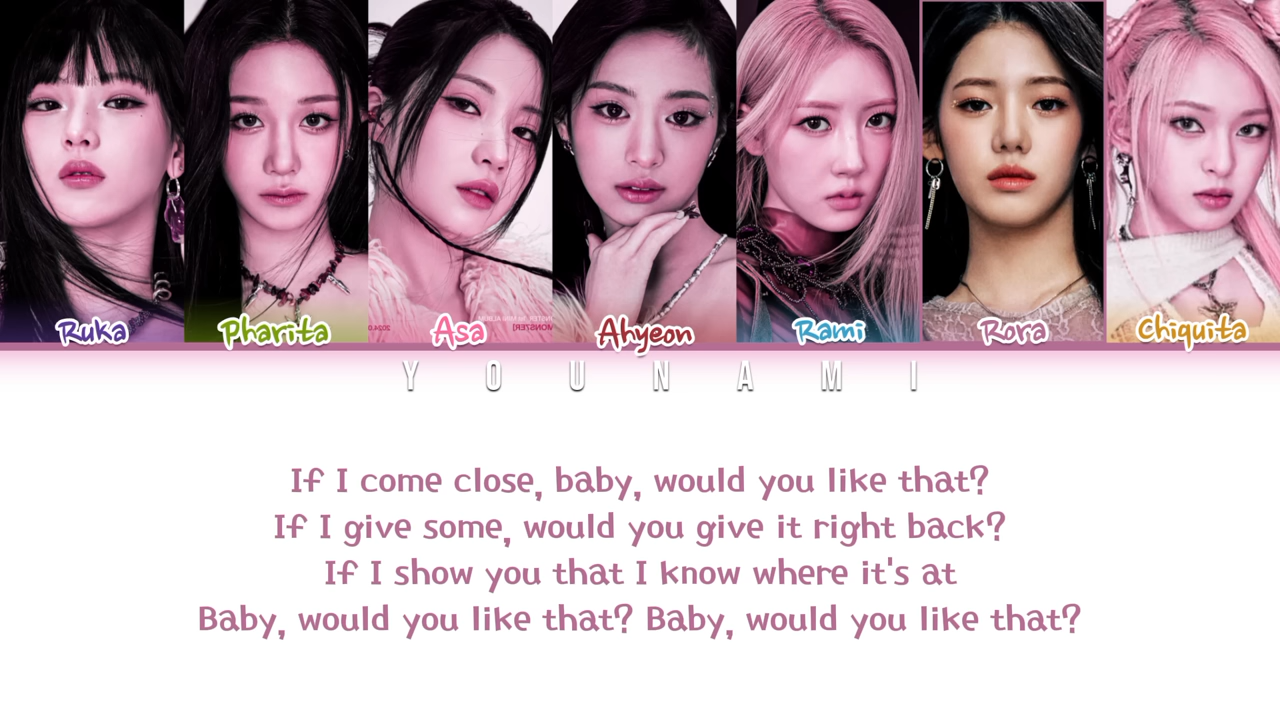 Ruka
Pharita
Asa
Ahyeon
Rami
Rora
Chiquita
YOUNAMI
If I come close, baby, would you like that?
If I give some, would you give it right back?
If I show you that I know where it's at
Baby, would you like that? Baby, would you like that?